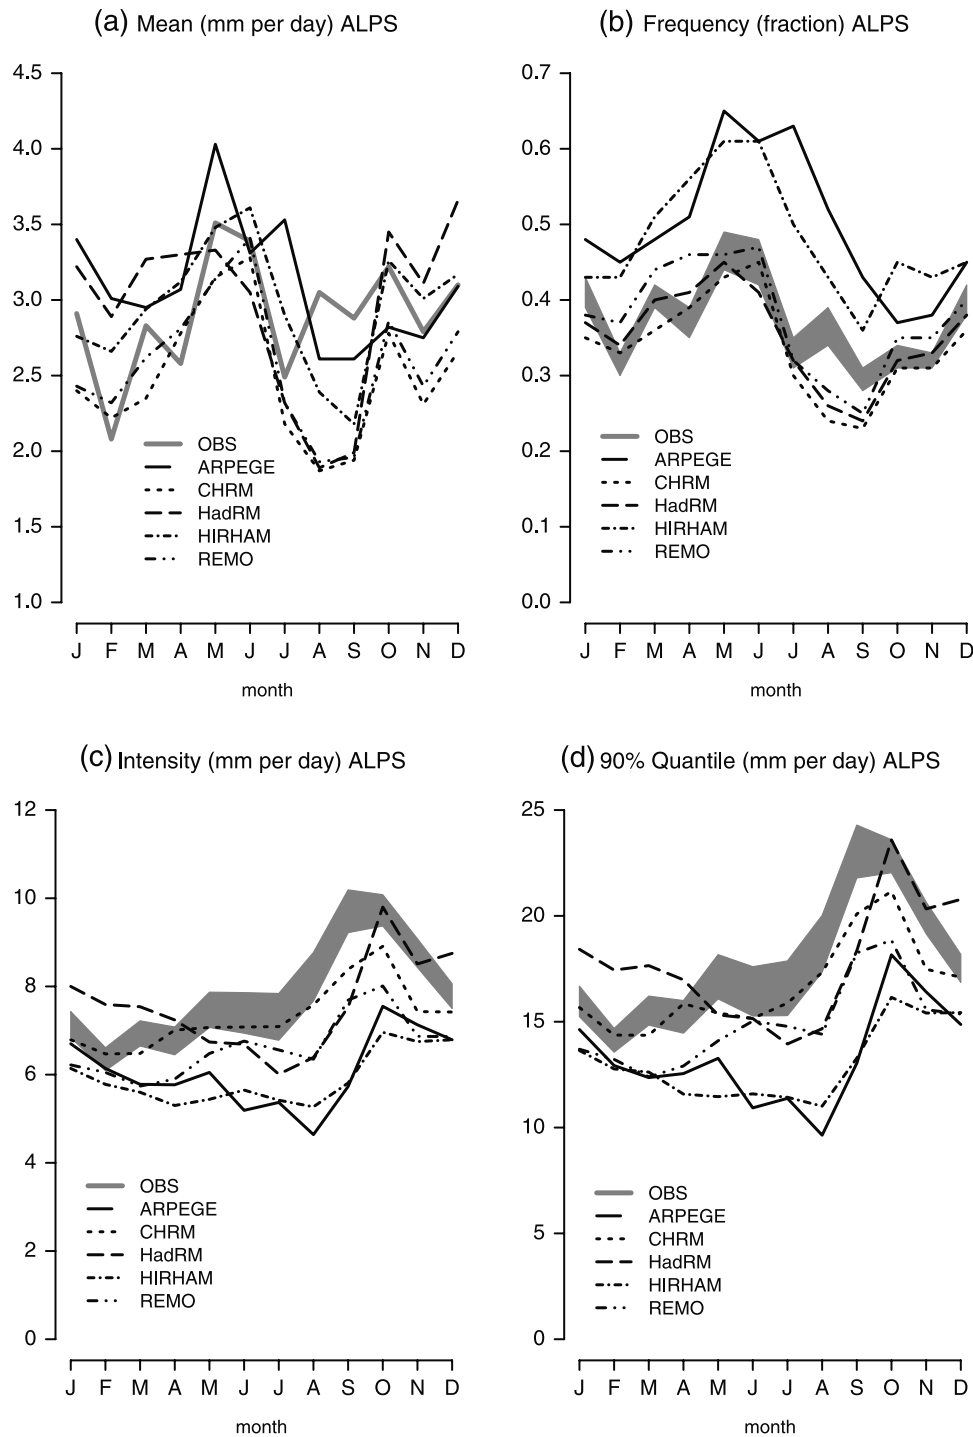 (a) Mean (mm per day) ALPS
4.5
4.0
3.5
3.0
2.5
2.0
1.5
1.0
OBS
ARPEGE
CHRM
HadRM
HIRHAM
REMO
J F M A M J J A S O N D
month
(b) Frequency (fraction) ALPS
0.7
0.6
0.5
0.4
0.3
0.2
0.1
0.0
OBS
ARPEGE
CHRM
HadRM
HIRHAM
REMO
J F M A M J J A S O N D
month
(c) Intensity (mm per day) ALPS
12
10
8
6
4
2
0
OBS
ARPEGE
CHRM
HadRM
HIRHAM
REMO
J F M A M J J A S O N D
month
(d) 90% Quantile (mm per day) ALPS
25
20
15
10
5
0
OBS
ARPEGE
CHRM
HadRM
HIRHAM
REMO
J F M A M J J A S O N D
month